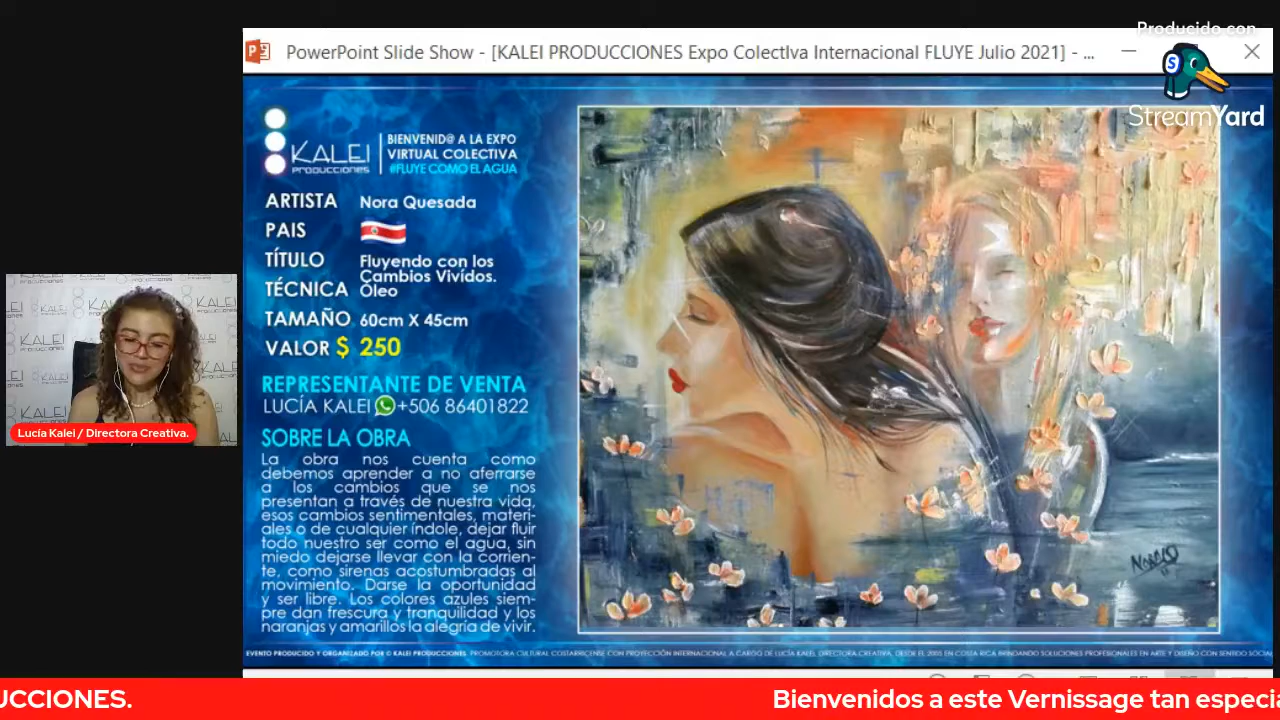 PowerPoint Slide Show - [KALEI PRODUCCIONES Expo ColectIva Internacional FLUYE Julio 2021] - ...
Producido con
StreamYard
KALEI
PRODUCCIONES
BIENVENID@ A LA EXPO
VIRTUAL COLECTIVA
#FLUYE COMO EL AGUA
ARTISTA Nora Quesada
PAIS
TÍTULO Fluyendo con los
Cambios Vivídos.
TÉCNICA Óleo
TAMAÑO 60cm X 45cm
VALOR $ 250
REPRESENTANTE DE VENTA
LUCÍA KALEI +506 86401822
SOBRE LA OBRA
La obra nos cuenta como
debemos aprender a no aferrarse
a los cambios que se nos
presentan a través de nuestra vida,
esos cambios sentimentales, materi-
ales o de cualquier índole, dejar fluir
todo nuestro ser como el agua, sin
miedo dejarse llevar con la corrien-
te, como sirenas acostumbradas al
movimiento. Darse la oportunidad
y ser libre. Los colores azules siem-
pre dan frescura y tranquilidad y los
naranjas y amarillos la alegría de vivir.
EVENTO PRODUCIDO Y ORGANIZADO POR © KALEI PRODUCCIONES. PROMOTORA CULTURAL COSTARRICENSE CON PROYECCIÓN INTERNACIONAL A CARGO DE LUCÍA KALEI, DIRECTORA CREATIVA, DESDE EL 2005 EN COSTA RICA BRINDANDO SOLUCIONES PROFESIONALES EN ARTE Y DISEÑO CON SENTIDO SOCIAL
KALEI
KALEI
KALEI
Lucía Kalei / Directora Creativa.
UCCIONES.
Bienvenidos a este Vernissage tan especia